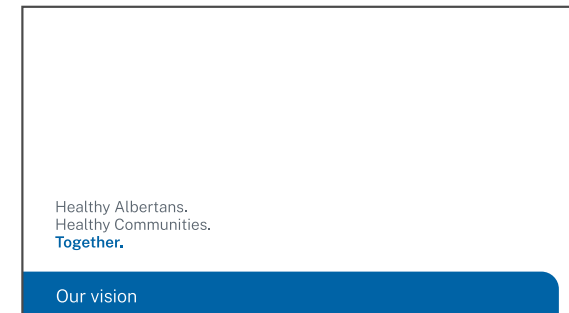 Healthy Albertans.
Healthy Communities.
Together.
Our vision